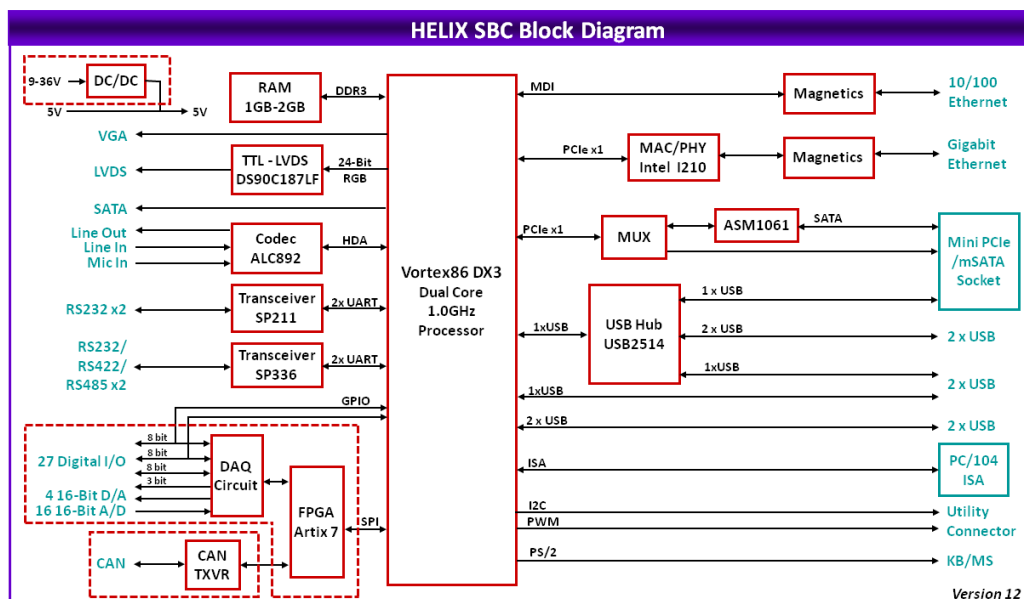 HELIX SBC Block Diagram
9-36V
DC/DC
5V
5V
RAM
1GB-2GB
DDR3
VGA
TTL - LVDS
DS90C187LF
24-Bit
RGB
LVDS
SATA
Line Out
Line In
Mic In
Codec
ALC892
HDA
RS232 x2
Transceiver
SP211
2x UART
RS232/
RS422/
RS485 x2
Transceiver
SP336
2x UART
GPIO
8 bit
8 bit
8 bit
3 bit
27 Digital I/O
4 16-Bit D/A
16 16-Bit A/D
DAQ
Circuit
FPGA
Artix 7
SPI
CAN
CAN
TXVR
Vortex86 DX3
Dual Core
1.0GHz
Processor
MDI
Magnetics
10/100
Ethernet
PCIe x1
MAC/PHY
Intel I210
Magnetics
Gigabit
Ethernet
PCIe x1
MUX
ASM1061
SATA
Mini PCIe
/mSATA
Socket
1xUSB
USB Hub
USB2514
1 x USB
2 x USB
2 x USB
1xUSB
1xUSB
2 x USB
2 x USB
2 x USB
ISA
PC/104
ISA
I2C
PWM
Utility
Connector
PS/2
KB/MS
Version 12